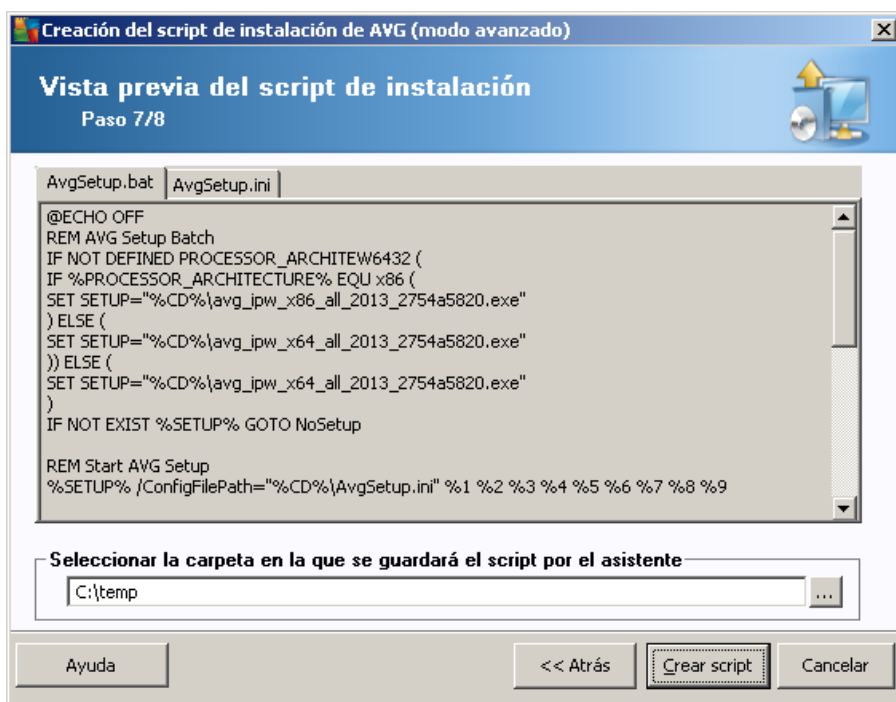 Creación del script de instalación de AVG (modo avanzado)
Vista previa del script de instalación
Paso 7/8
AvgSetup.bat
AvgSetup.ini
@ECHO OFF
REM AVG Setup Batch
IF NOT DEFINED PROCESSOR_ARCHITEW6432 (
IF %PROCESSOR_ARCHITECTURE% EQU x86 (
SET SETUP="%CD%\avg_ipw_x86_all_2013_2754a5820.exe"
) ELSE (
SET SETUP="%CD%\avg_ipw_x64_all_2013_2754a5820.exe"
)) ELSE (
SET SETUP="%CD%\avg_ipw_x64_all_2013_2754a5820.exe"
)
IF NOT EXIST %SETUP% GOTO NoSetup
REM Start AVG Setup
%SETUP% /ConfigFilePath="%CD%\AvgSetup.ini" %1 %2 %3 %4 %5 %6 %7 %8 %9
Seleccionar la carpeta en la que se guardará el script por el asistente
C:\temp
...
Ayuda
<< Atrás
Crear script
Cancelar